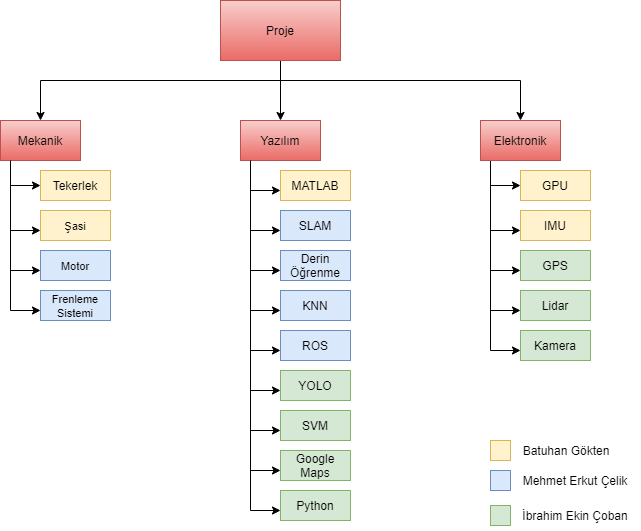 Proje
Mekanik
Tekerlek
Şasi
Motor
Frenleme
Sistemi
Yazılım
MATLAB
SLAM
Derin
Öğrenme
KNN
ROS
YOLO
SVM
Google
Maps
Python
Elektronik
GPU
IMU
GPS
Lidar
Kamera
Batuhan Gökten
Mehmet Erkut Çelik
İbrahim Ekin Çoban